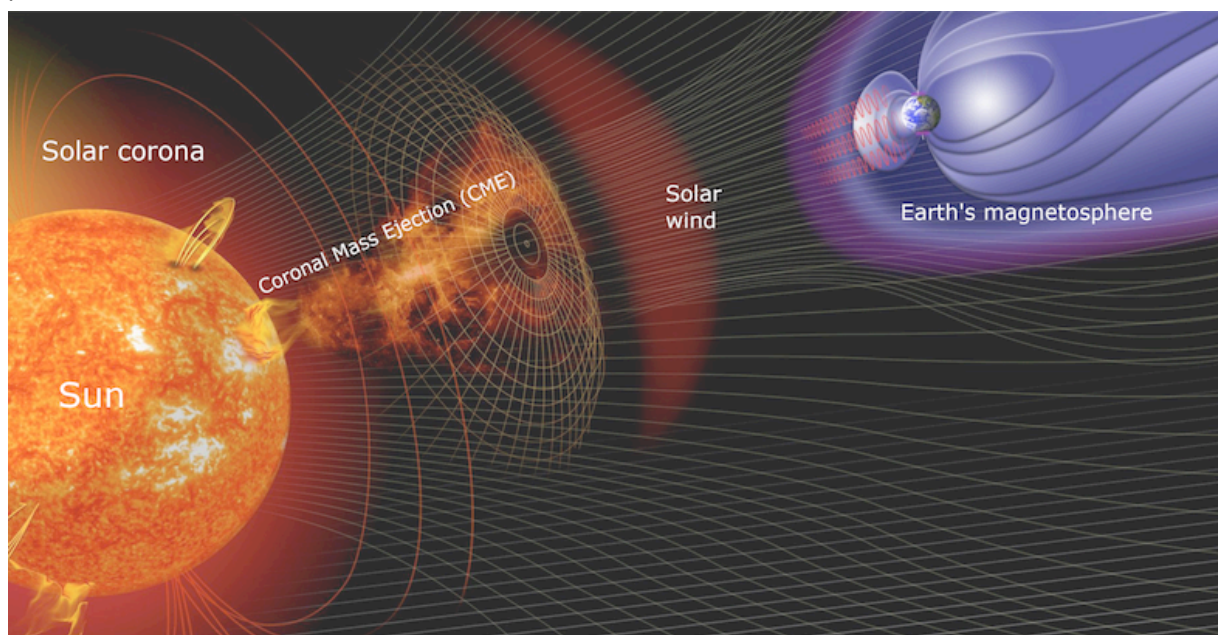 Solar corona
Coronal Mass Ejection (CME)
Solar
wind
Earth's magnetosphere
Sun